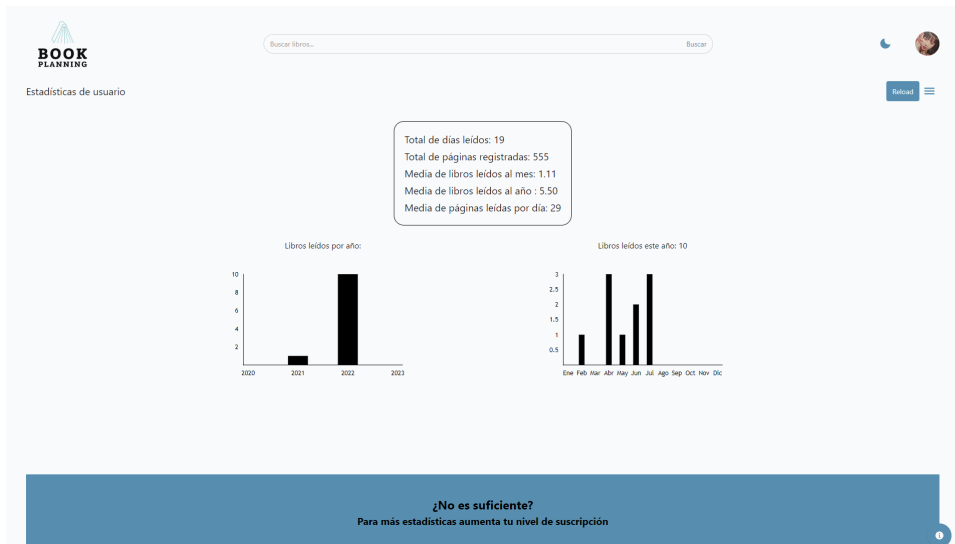 BOOK
PLANNING
Buscar libros...
Buscar
Estadísticas de usuario
Reload
Total de días leídos: 19
Total de páginas registradas: 555
Media de libros leídos al mes: 1.11
Media de libros leídos al año : 5.50
Media de páginas leídas por día: 29
Libros leídos por año:
10
8
6
4
2
2020 2021 2022 2023
Libros leídos este año: 10
3
2.5
2
1.5
1
0.5
Ene Feb Mar Abr May Jun Jul Ago Sep Oct Nov Dic
¿No es suficiente?
Para más estadísticas aumenta tu nivel de suscripción